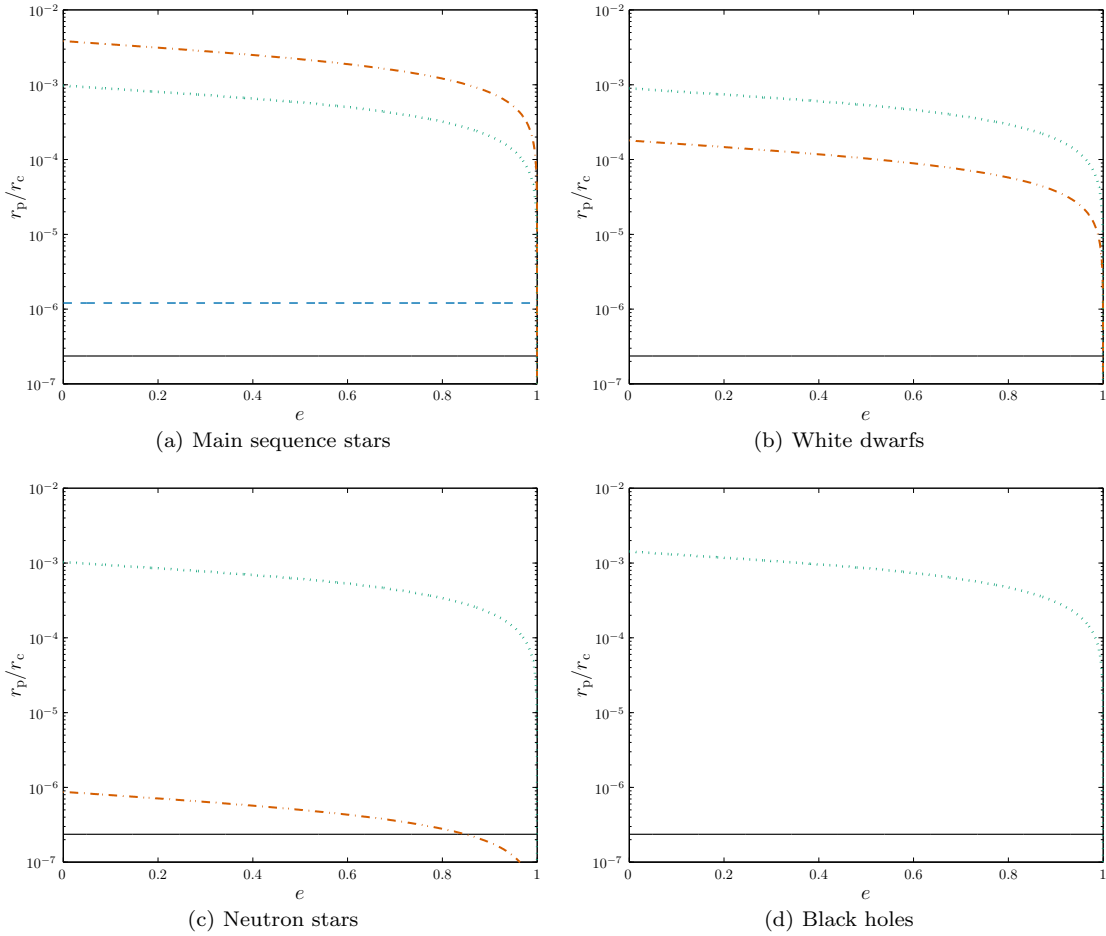 10⁻² 10⁻²
10⁻³ 10⁻³
10⁻⁴ 10⁻⁴
r_p/r_c r_p/r_c
10⁻⁵ 10⁻⁵
10⁻⁶ 10⁻⁶
10⁻⁷ 10⁻⁷
0 0.2 0.4 0.6 0.8 1 0 0.2 0.4 0.6 0.8 1
e e
(a) Main sequence stars (b) White dwarfs
10⁻² 10⁻²
10⁻³ 10⁻³
10⁻⁴ 10⁻⁴
r_p/r_c r_p/r_c
10⁻⁵ 10⁻⁵
10⁻⁶ 10⁻⁶
10⁻⁷ 10⁻⁷
0 0.2 0.4 0.6 0.8 1 0 0.2 0.4 0.6 0.8 1
e e
(c) Neutron stars (d) Black holes